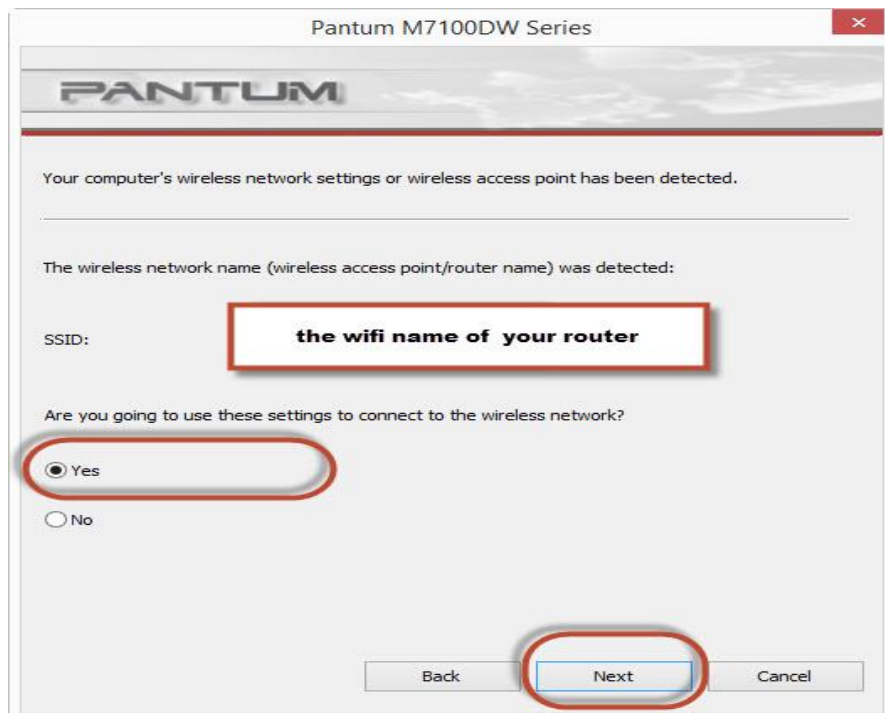 Pantum M7100DW Series
PANTUM
Your computer's wireless network settings or wireless access point has been detected.
The wireless network name (wireless access point/router name) was detected:
SSID: the wifi name of your router
Are you going to use these settings to connect to the wireless network?
Yes
No
Back Next Cancel